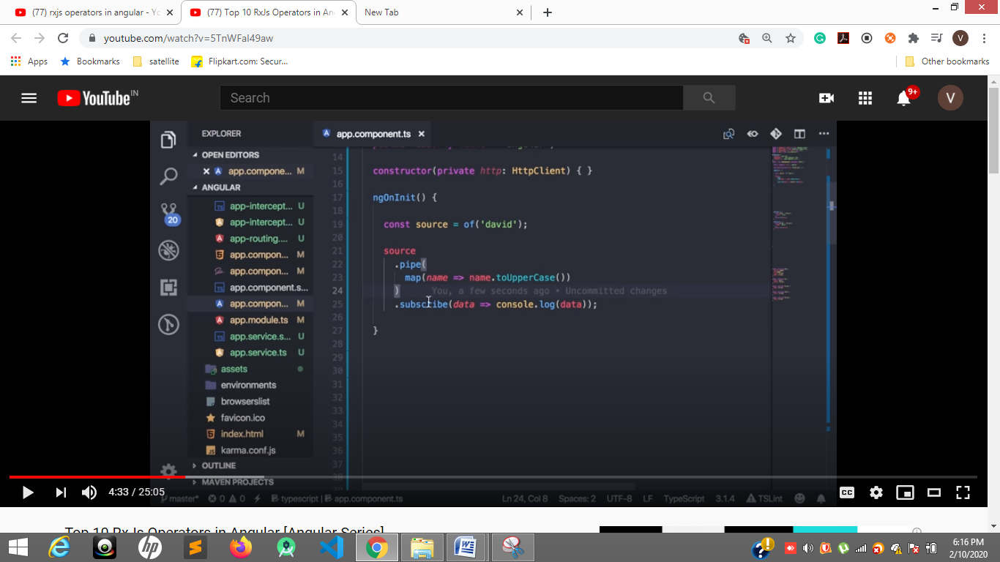 (77) rxjs operators in angular - Yo
(77) Top 10 RxJs Operators in An
New Tab
youtube.com/watch?v=5TnWFaI49aw
V
Apps
Bookmarks
satellite
Flipkart.com: Secur...
Other bookmarks
YouTube IN
Search
9+
V
EXPLORER
app.component.ts
OPEN EDITORS
app.compone... M
ANGULAR
app-intercept... U
app-intercept... U
app-routing.... U
app.compon... M
app.compon... M
app.component.s...
app.compon... M
app.module.ts M
app.service.s... U
app.service.ts U
assets
environments
browserslist
favicon.ico
index.html M
karma.conf.js
OUTLINE
MAVEN PROJECTS
20
14
15 constructor(private http: HttpClient) { }
16
17 ngOnInit() {
18
19 const source = of('david');
20
21 source
22 .pipe(
23 map(name => name.toUpperCase())
24 ) You, a few seconds ago • Uncommitted changes
25 .subscribe(data => console.log(data));
26
27 }
28
29
30
31
32
33
34
35
36
37
38
4:33 / 25:05
master* 0 0 typescript | app.component.ts Ln 24, Col 8 Spaces: 2 UTF-8 LF TypeScript 3.1.4 TSLint
Top 10 RxJs Operators in Angular [Angular Series]
6:16 PM
2/10/2020